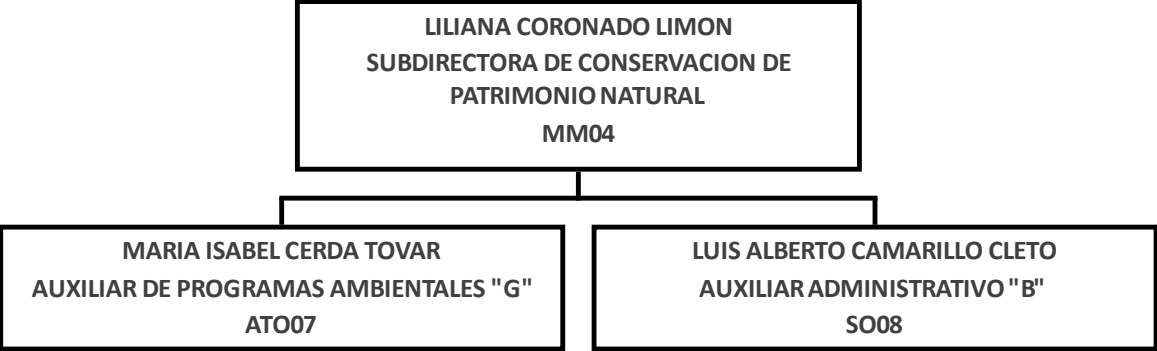 LILIANA CORONADO LIMON
SUBDIRECTORA DE CONSERVACION DE
PATRIMONIO NATURAL
MM04
MARIA ISABEL CERDA TOVAR
AUXILIAR DE PROGRAMAS AMBIENTALES "G"
ATO07
LUIS ALBERTO CAMARILLO CLETO
AUXILIAR ADMINISTRATIVO "B"
SO08